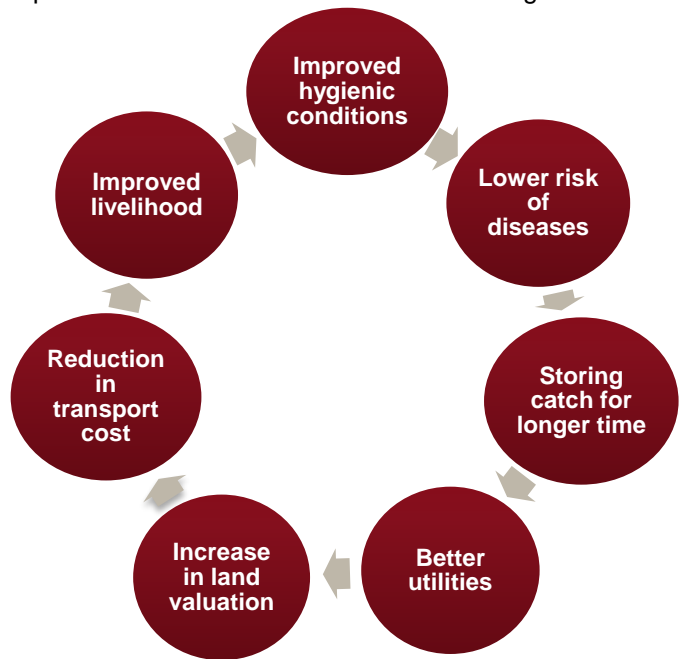 Improved
hygienic
conditions
Lower risk
of
diseases
Storing
catch for
longer time
Better
utilities
Increase
in land
valuation
Reduction
in
transport
cost
Improved
livelihood